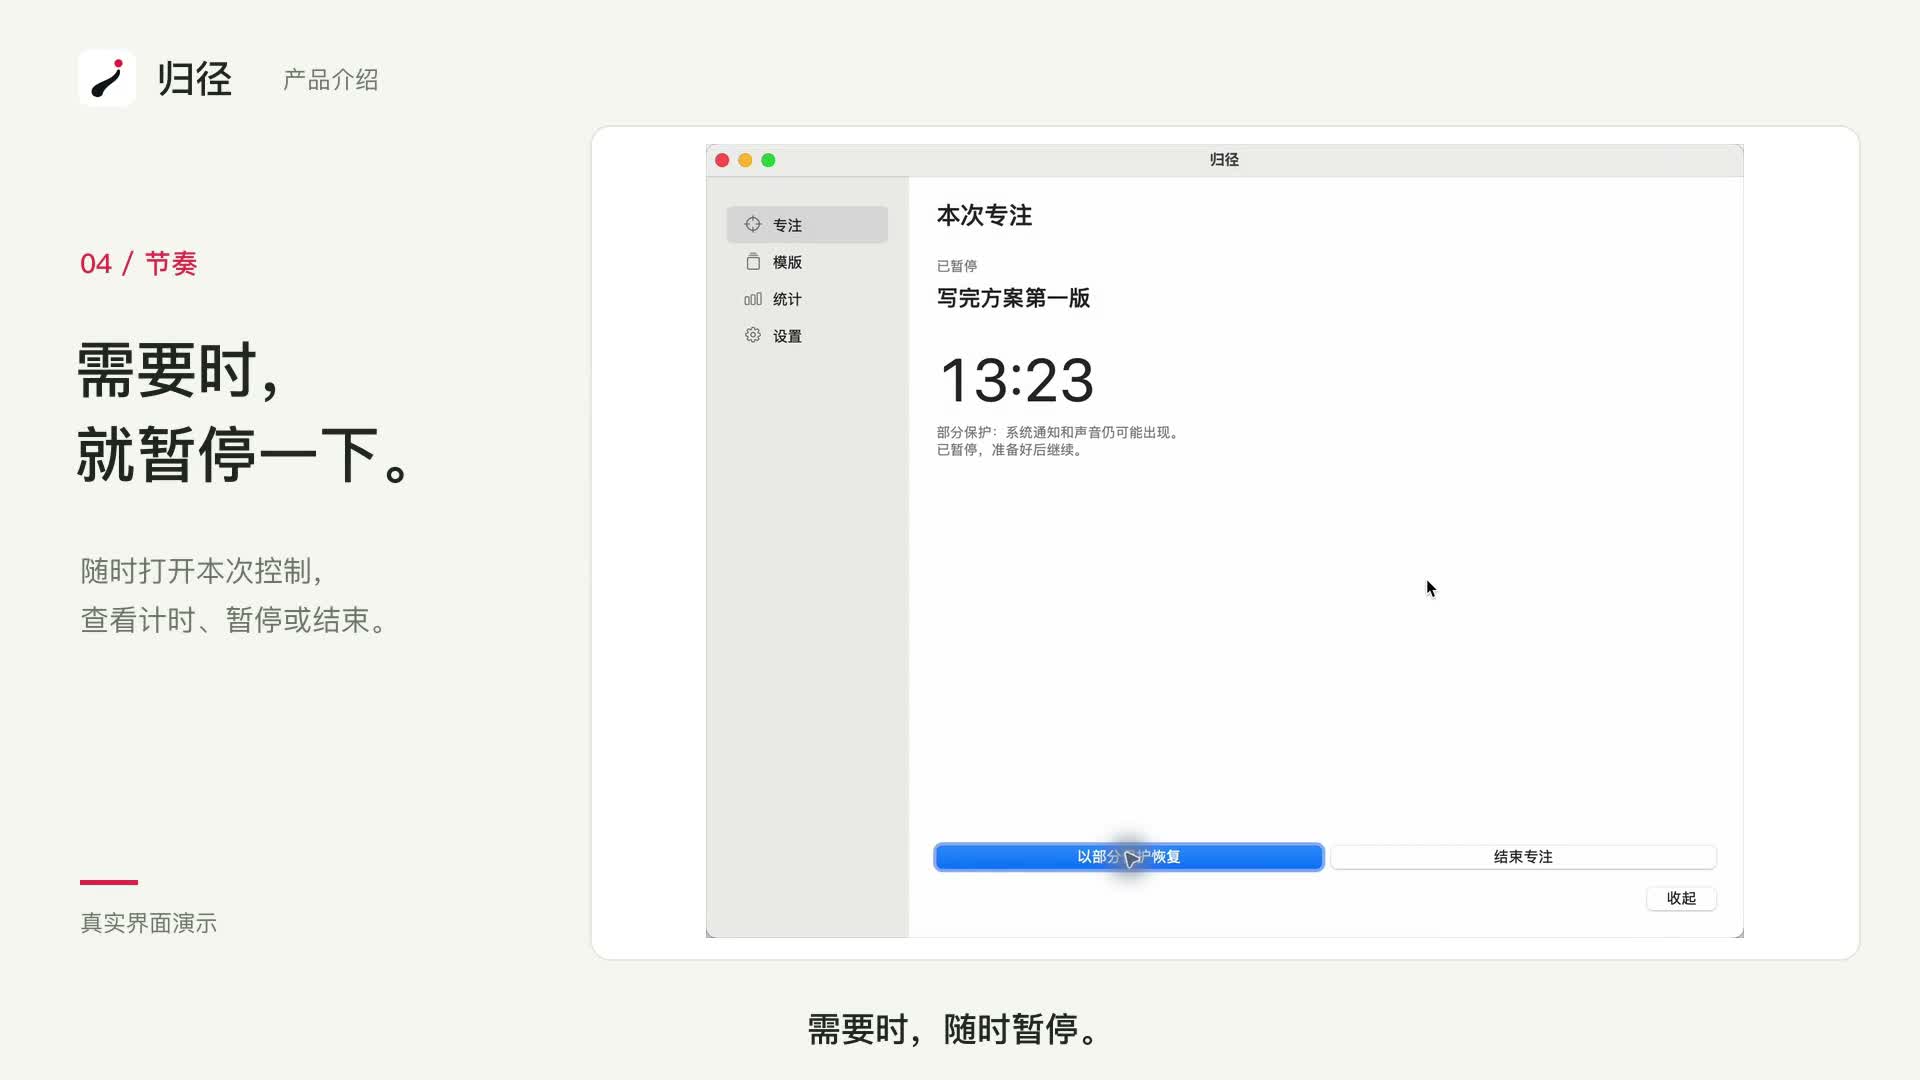 归径
产品介绍
04 / 节奏
需要时，
就暂停一下。
随时打开本次控制，
查看计时、暂停或结束。
真实界面演示
归径
专注
模版
统计
设置
本次专注
已暂停
写完方案第一版
13:23
部分保护：系统通知和声音仍可能出现。
已暂停，准备好后继续。
以部分保护恢复
结束专注
收起
需要时，随时暂停。